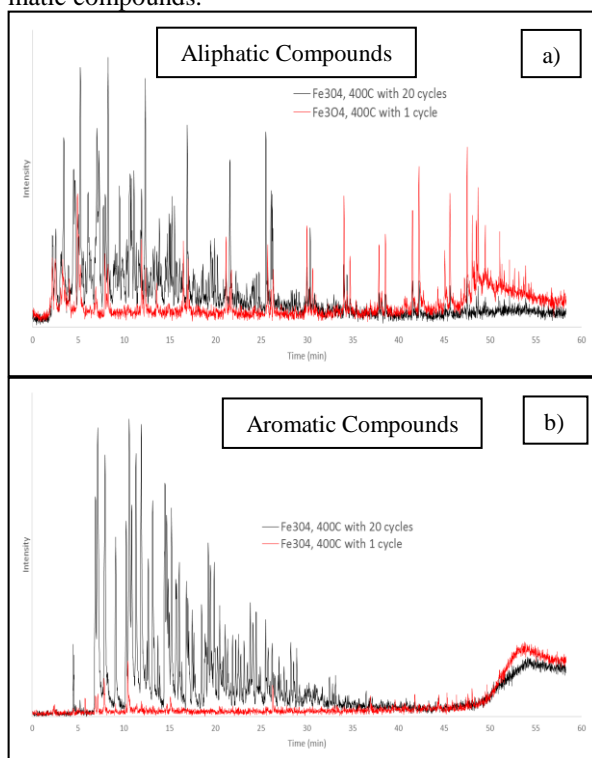 matic compounds.
Aliphatic Compounds
a)
Fe304, 400C with 20 cycles
Fe3O4, 400C with 1 cycle
Intensity
0 5 10 15 20 25 30 35 40 45 50 55 60
Time (min)
Aromatic Compounds
b)
Fe304, 400C with 20 cycles
Fe304, 400C with 1 cycle
Intensity
0 5 10 15 20 25 30 35 40 45 50 55 60
Time (min)